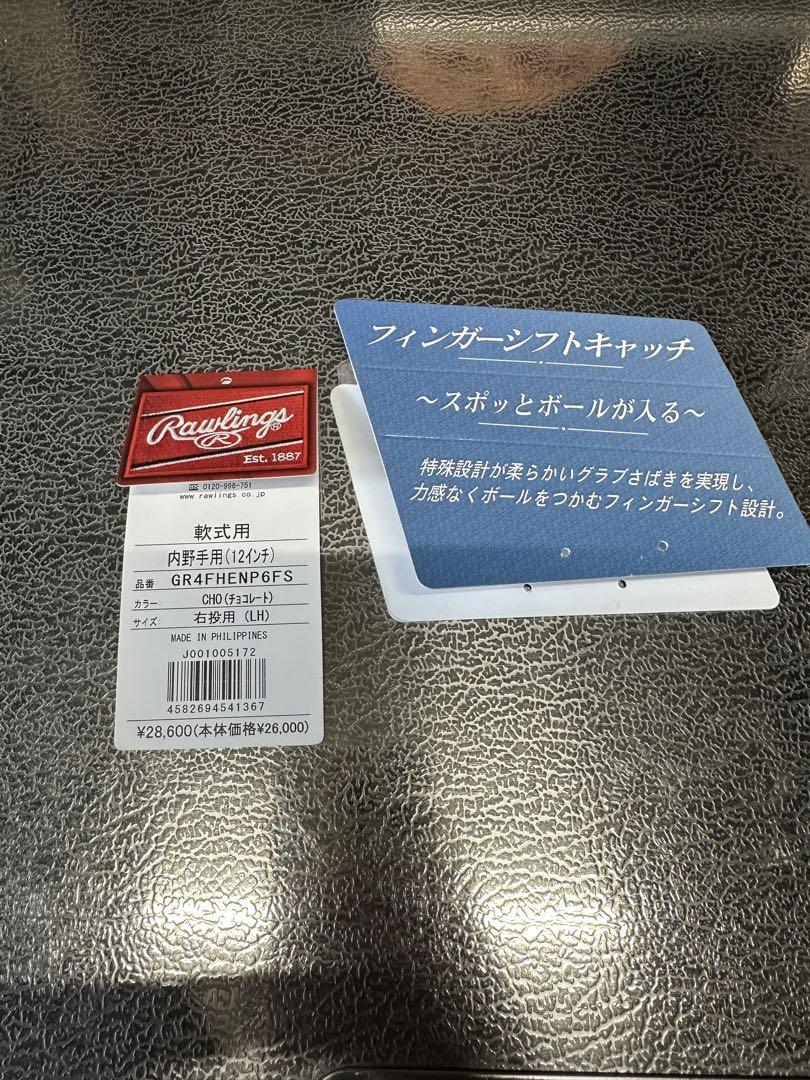 Rawlings®
R
Est. 1887
☎ 0120-996-751
www.rawlings.co.jp
軟式用
内野手用(12インチ)
品番: GR4FHENP6FS
カラー: CHO(チョコレート)
サイズ: 右投用 (LH)
MADE IN PHILIPPINES
J001005172
4582694541367
¥28,600(本体価格¥26,000)
フィンガーシフトキャッチ
～スポッとボールが入る～
特殊設計が柔らかいグラブさばきを実現し、
力感なくボールをつかむフィンガーシフト設計。